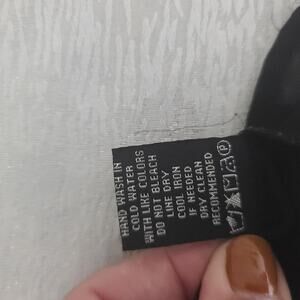 HAND WASH IN
COLD WATER
WITH LIKE COLORS
DO NOT BLEACH
LINE DRY
COOL IRON
IF NEEDED
DRY CLEAN
RECOMMENDED